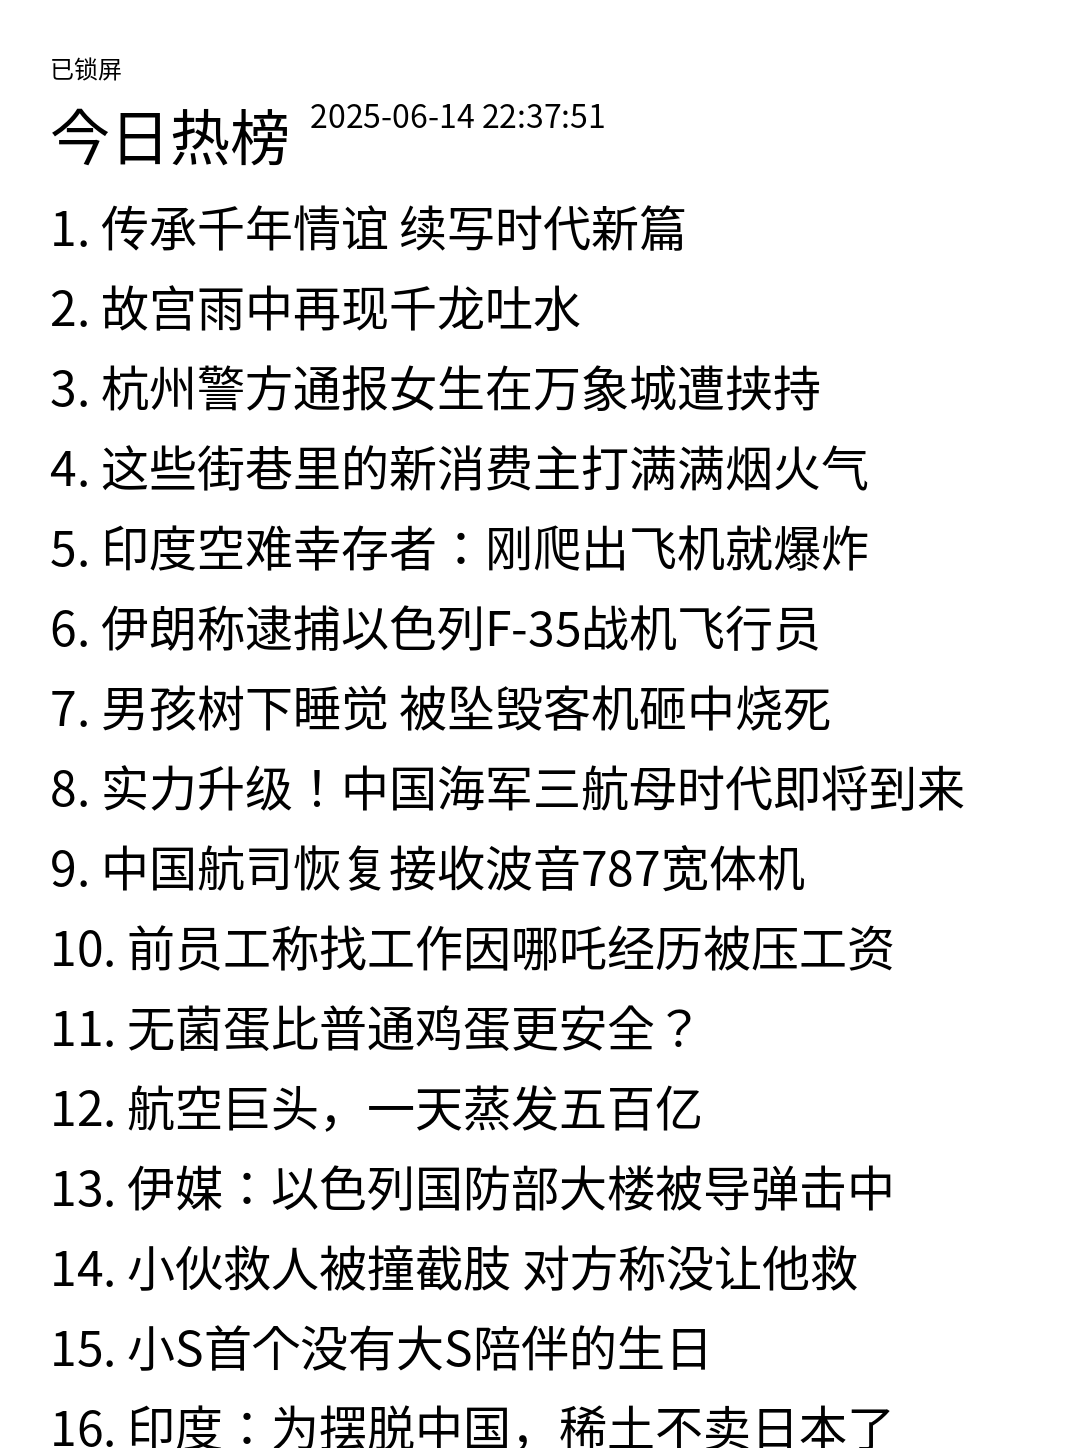 已锁屏
今日热榜 2025-06-14 22:37:51
1. 传承千年情谊 续写时代新篇
2. 故宫雨中再现千龙吐水
3. 杭州警方通报女生在万象城遭挟持
4. 这些街巷里的新消费主打满满烟火气
5. 印度空难幸存者：刚爬出飞机就爆炸
6. 伊朗称逮捕以色列F-35战机飞行员
7. 男孩树下睡觉 被坠毁客机砸中烧死
8. 实力升级！中国海军三航母时代即将到来
9. 中国航司恢复接收波音787宽体机
10. 前员工称找工作因哪吒经历被压工资
11. 无菌蛋比普通鸡蛋更安全？
12. 航空巨头，一天蒸发五百亿
13. 伊媒：以色列国防部大楼被导弹击中
14. 小伙救人被撞截肢 对方称没让他救
15. 小S首个没有大S陪伴的生日
16. 印度：为摆脱中国，稀土不卖日本了